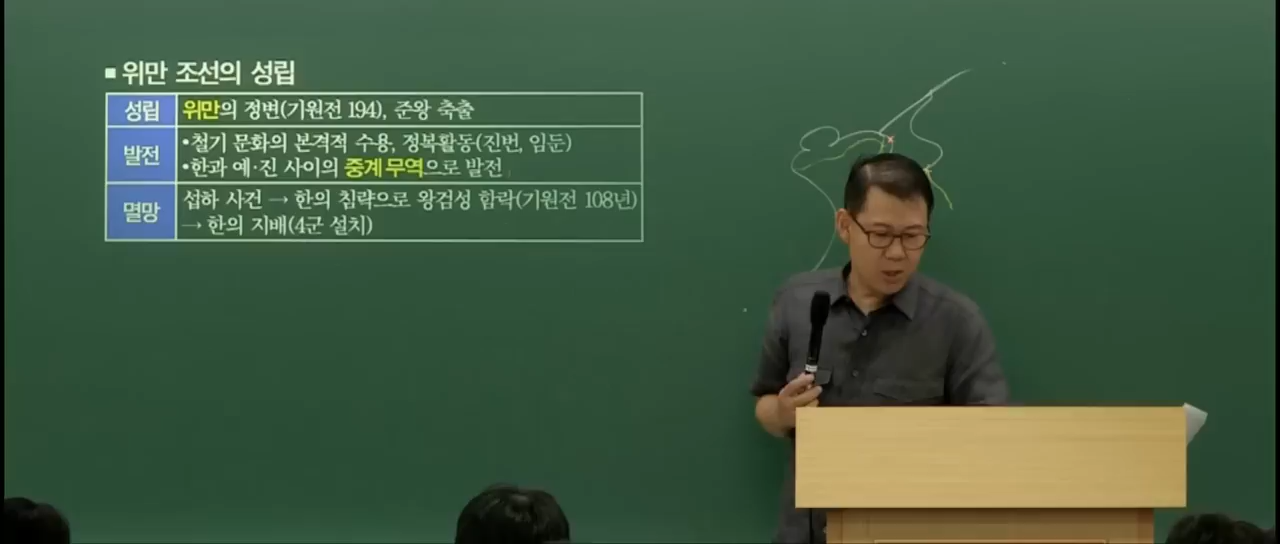 ■ 위만 조선의 성립
성립 위만의 정변(기원전 194), 준왕 축출
발전 •철기 문화의 본격적 수용, 정복활동(진번, 임둔)
•한과 예·진 사이의 중계 무역으로 발전
멸망 섭하 사건 → 한의 침략으로 왕검성 함락(기원전 108년)
→ 한의 지배(4군 설치)